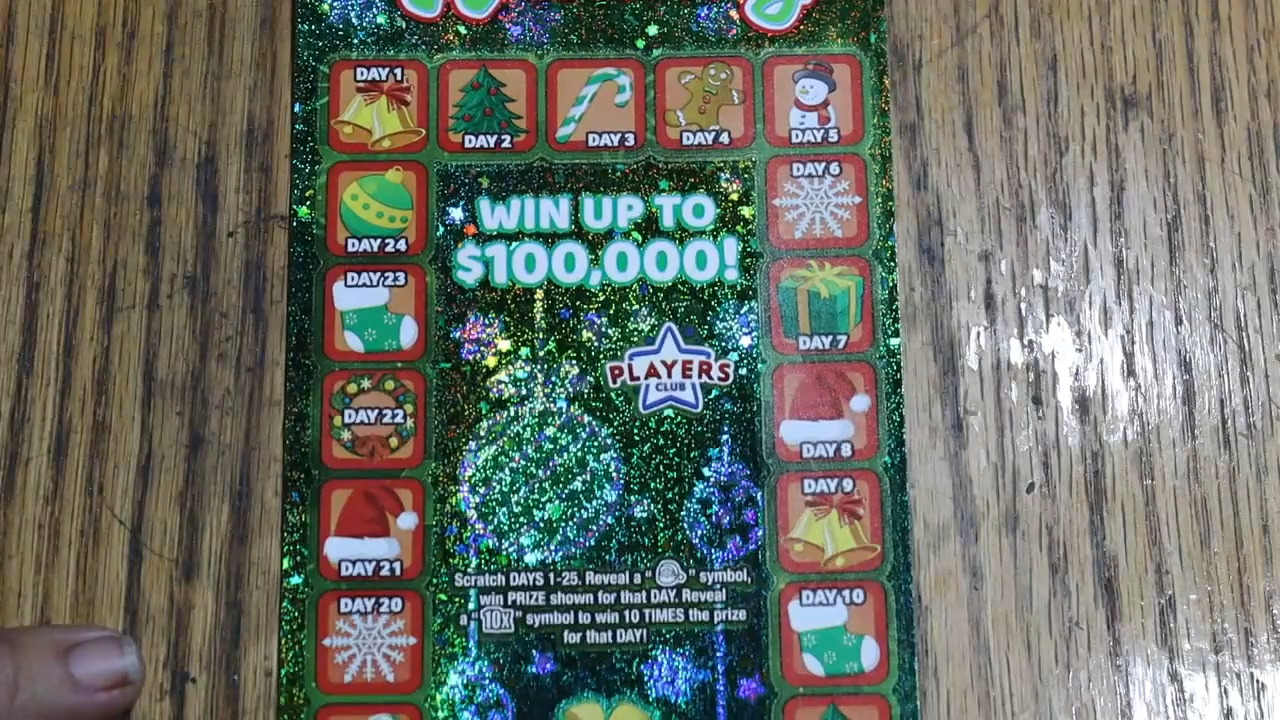 DAY 1
DAY 2
DAY 3
DAY 4
DAY 5
DAY 24
DAY 6
WIN UP TO
$100,000!
DAY 23
DAY 7
PLAYERS
CLUB
DAY 22
DAY 8
DAY 21
DAY 9
Scratch DAYS 1-25. Reveal a " " symbol,
win PRIZE shown for that DAY. Reveal
a "10X" symbol to win 10 TIMES the prize
for that DAY!
DAY 20
DAY 10